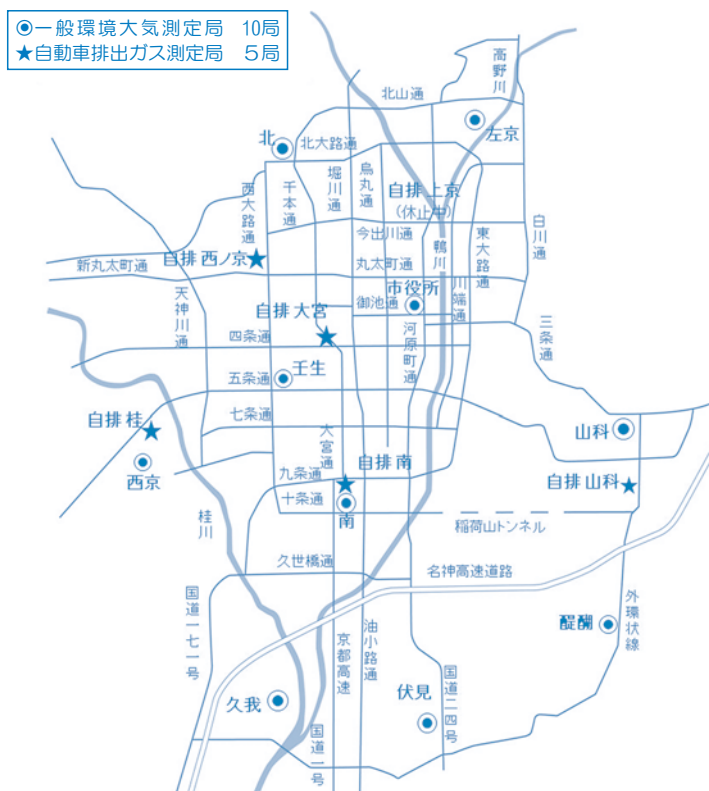 一般環境大気測定局 10局
★自動車排出ガス測定局 5局
高野川
北山通
左京
北
北大路通
西大路通
千本通
堀川通
烏丸通
自排 上京
(休止中)
今出川通
鴨川
東大路通
白川通
自排 西ノ京
新丸太町通
丸太町通
天神川通
市役所
御池通
川端通
自排 大宮
河原町通
三条通
四条通
五条通
壬生
七条通
自排 桂
西京
大宮通
山科
九条通
自排 南
自排 山科
十条通
南
桂川
稲荷山トンネル
久世橋通
名神高速道路
国道一七一号
外環状線
醍醐
京都高速
油小路通
久我
伏見
国道二四号
国道一号